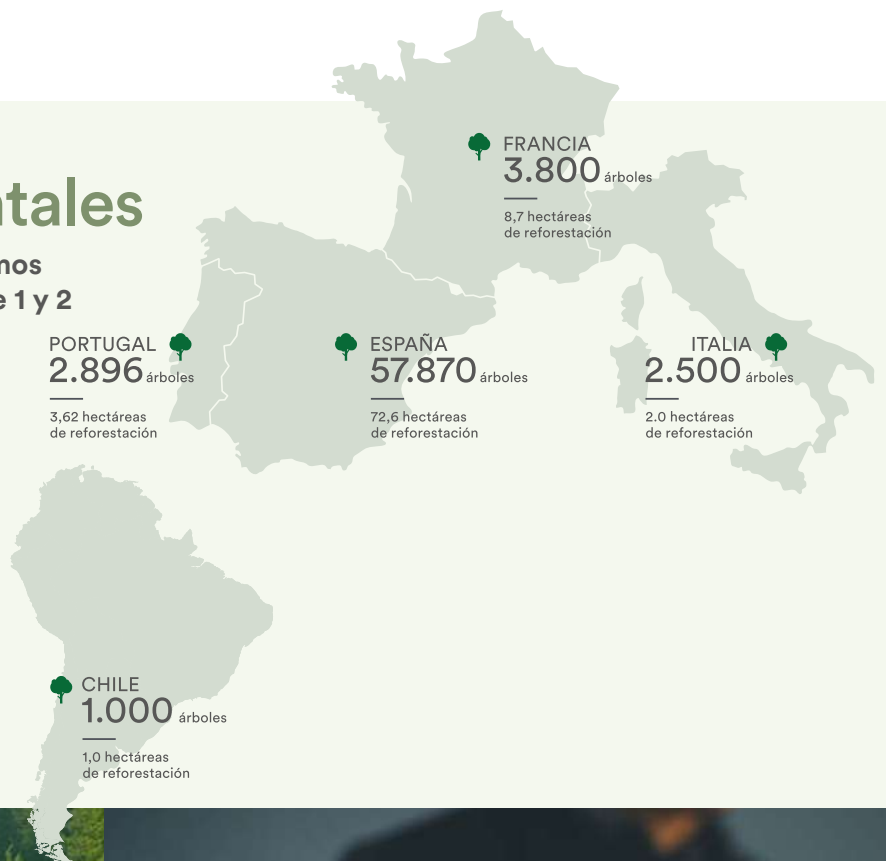 ntales
nos
e 1 y 2
FRANCIA
3.800 árboles
8,7 hectáreas
de reforestación
PORTUGAL
2.896 árboles
3,62 hectáreas
de reforestación
ESPAÑA
57.870 árboles
72,6 hectáreas
de reforestación
ITALIA
2.500 árboles
2.0 hectáreas
de reforestación
CHILE
1.000 árboles
1,0 hectáreas
de reforestación